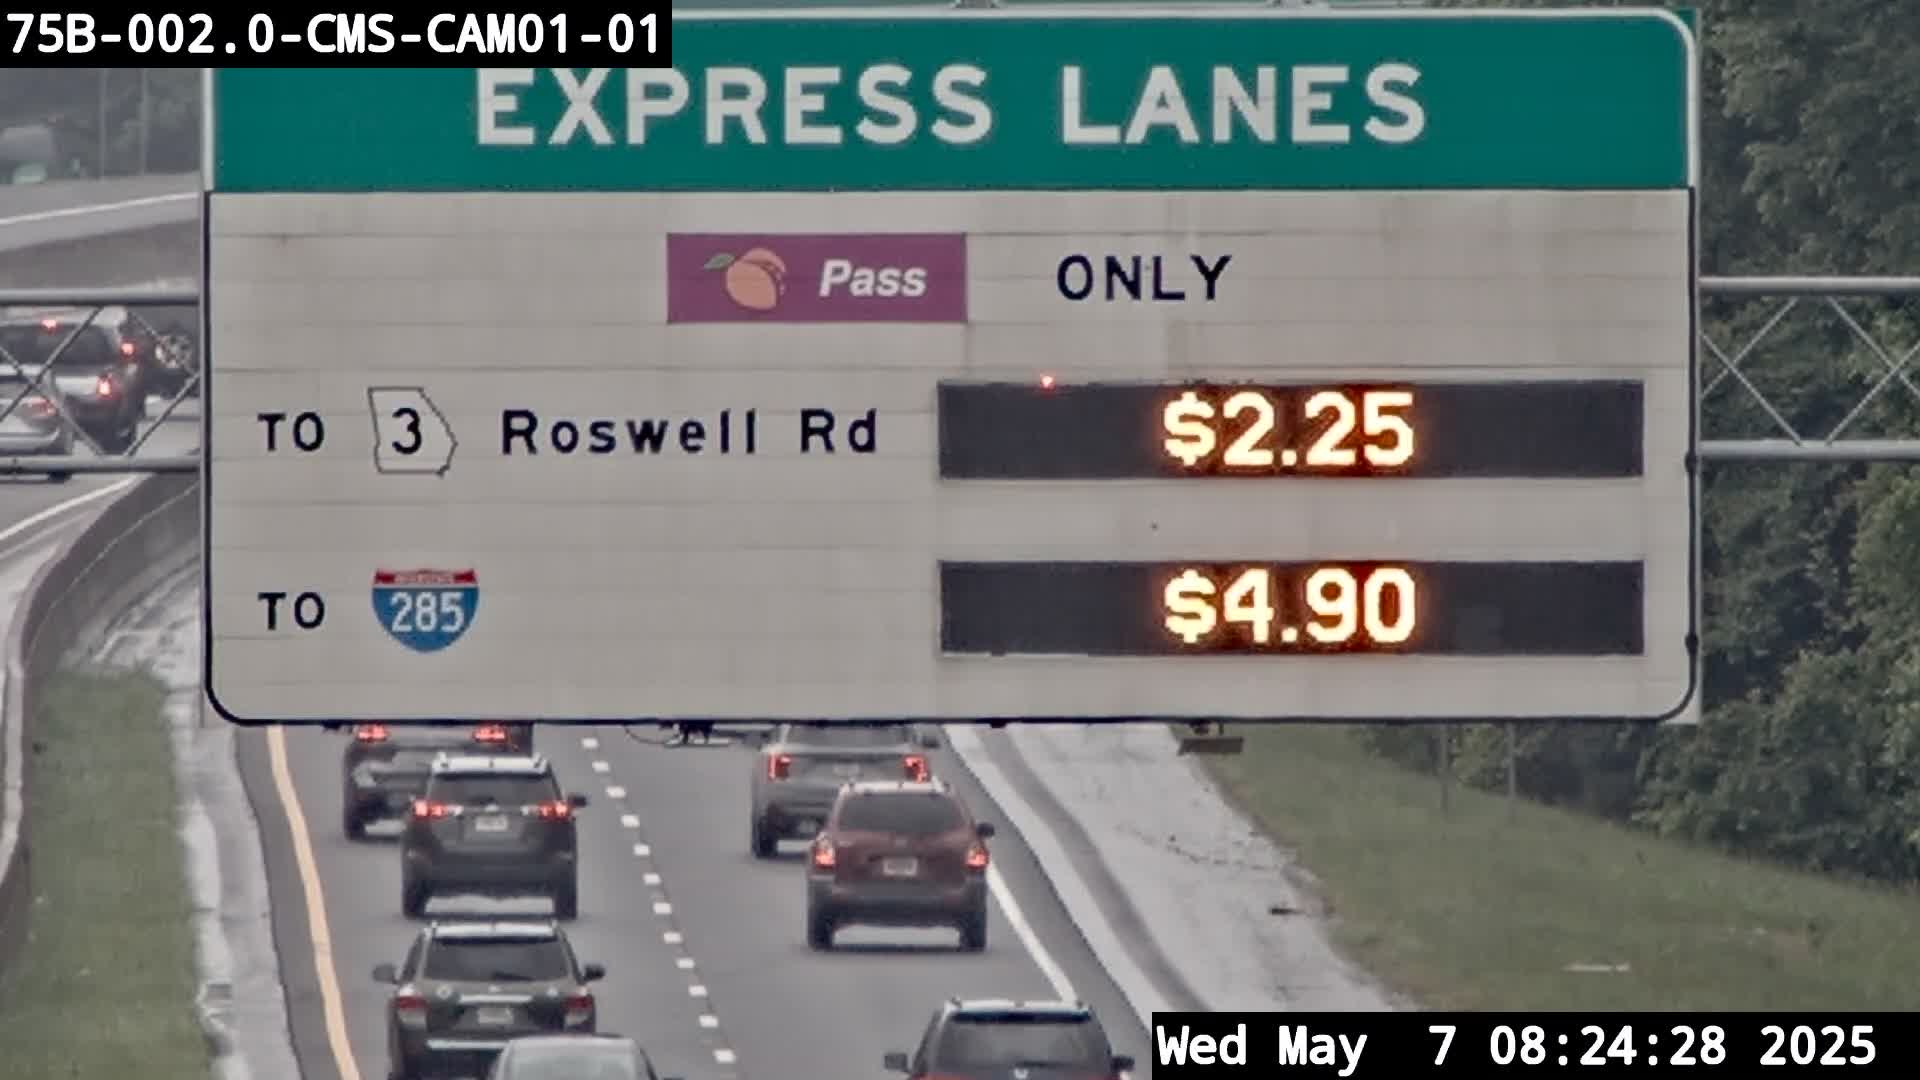 75B-002.0-CMS-CAM01-01
EXPRESS LANES
Pass ONLY
TO 3 Roswell Rd $2.25
TO 285 $4.90
Wed May 7 08:24:28 2025